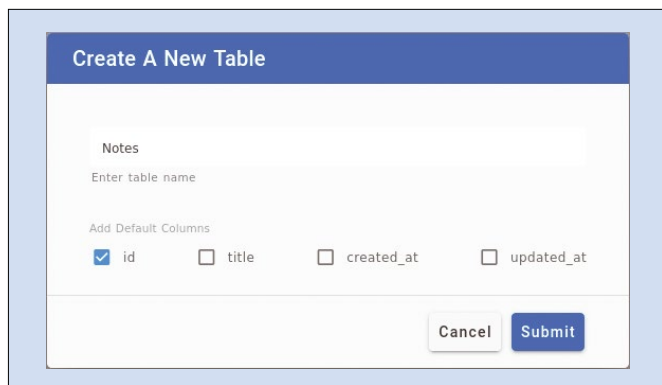 Create A New Table
Notes
Enter table name
Add Default Columns
id title created_at updated_at
Cancel Submit